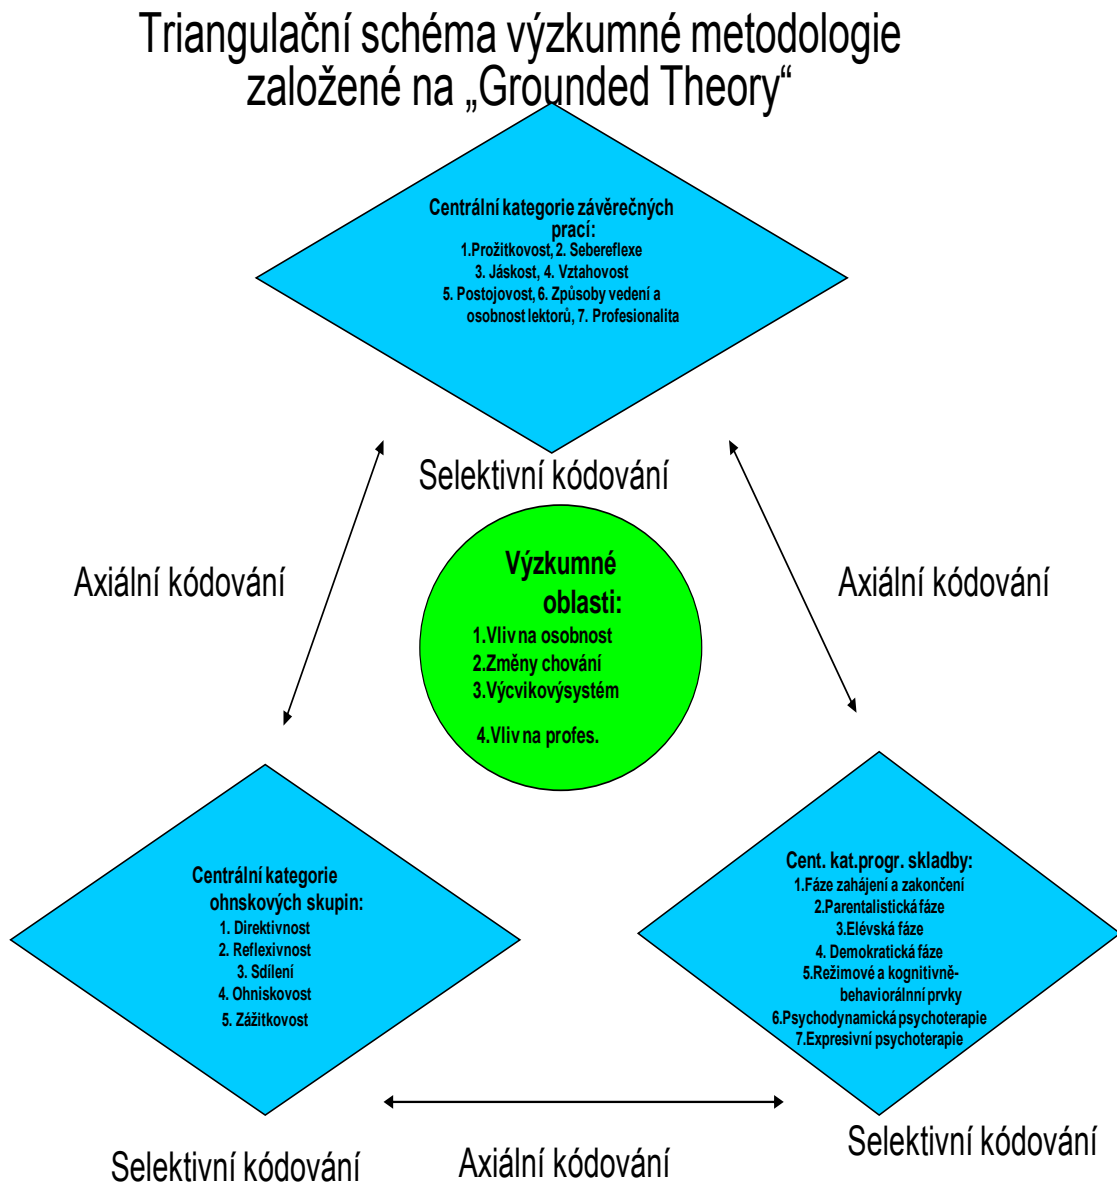 Triangulační schéma výzkumné metodologie
založené na „Grounded Theory“
Centrální kategorie závěrečných
prací:
1.Prožitkovost, 2. Sebereflexe
3. Jáskost, 4. Vztahovost
5. Postojovost, 6. Způsoby vedení a
osobnost lektorů, 7. Profesionalita
Selektivní kódování
Axiální kódování
Axiální kódování
Výzkumné
oblasti:
1.Vliv na osobnost
2.Změny chování
3.Výcvikovýsystém
4.Vliv na profes.
Centrální kategorie
ohnskových skupin:
1. Direktivnost
2. Reflexivnost
3. Sdílení
4. Ohniskovost
5. Zážitkovost
Cent. kat.progr. skladby:
1.Fáze zahájení a zakončení
2.Parentalistická fáze
3.Elévská fáze
4. Demokratická fáze
5.Režimové a kognitivně-
behaviorálnní prvky
6.Psychodynamická psychoterapie
7.Expresivní psychoterapie
Selektivní kódování
Axiální kódování
Selektivní kódování